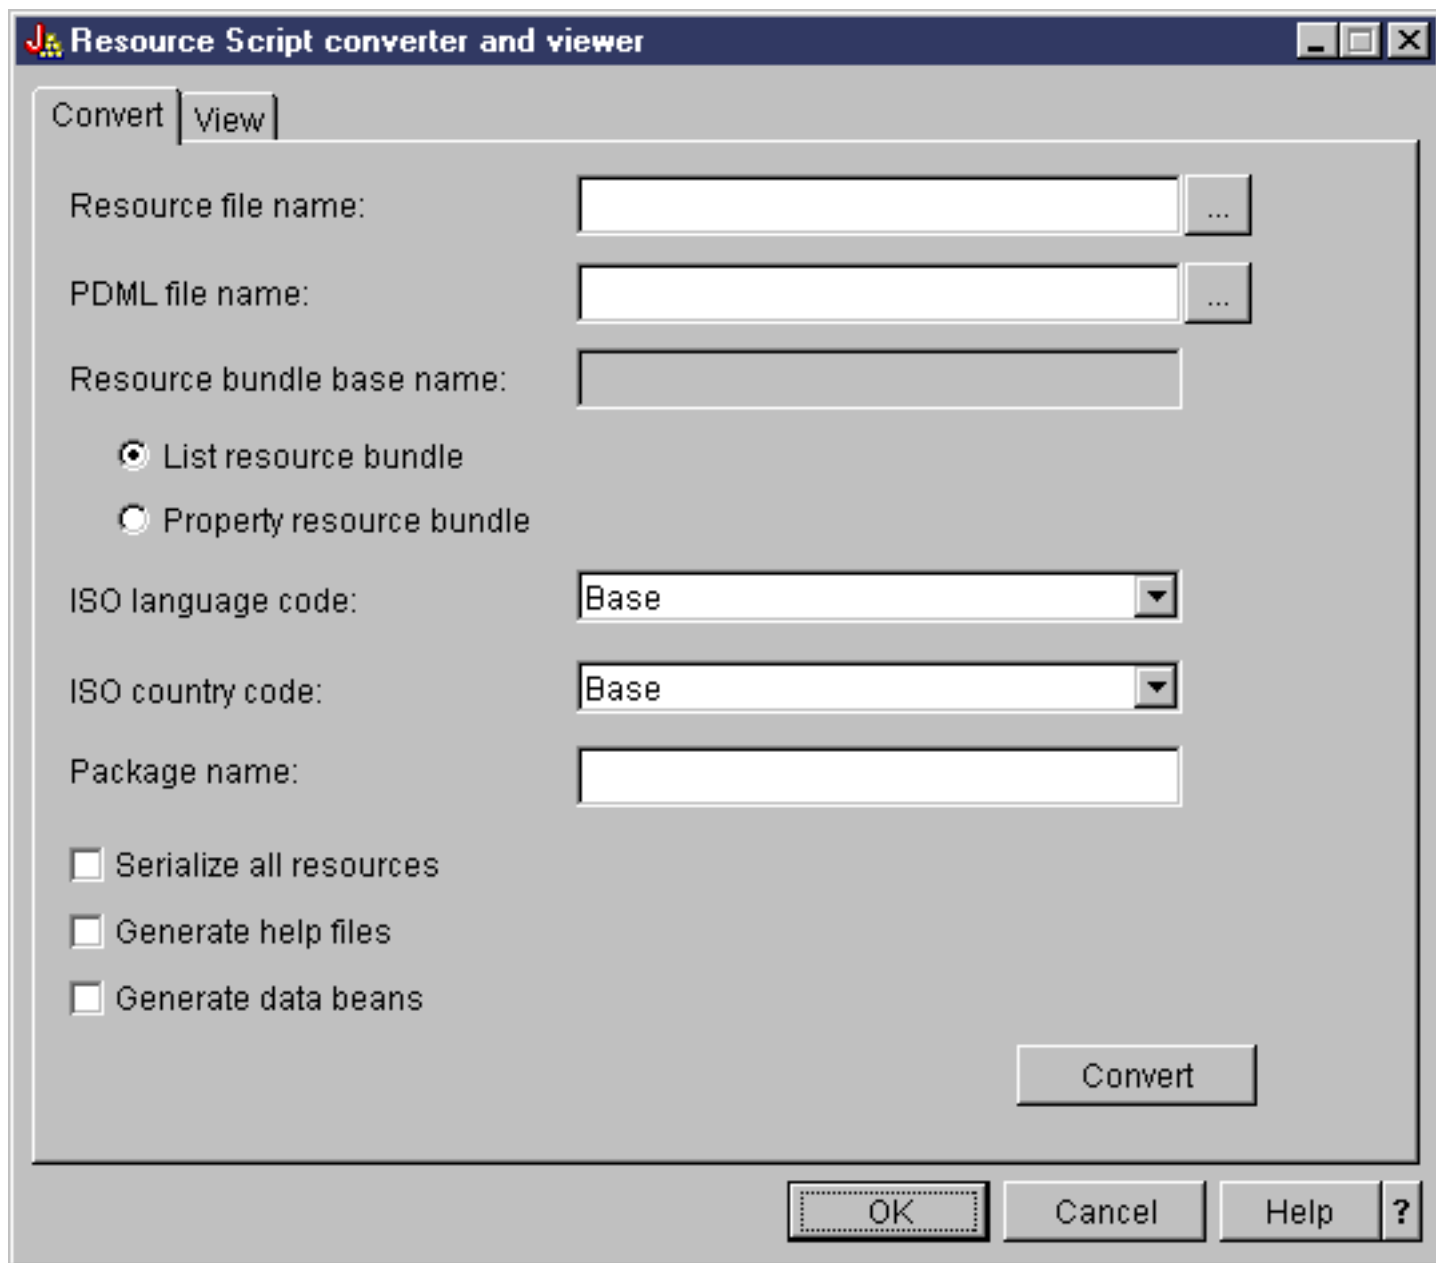 Resource Script converter and viewer
Convert View
Resource file name: ...
PDML file name: ...
Resource bundle base name:
List resource bundle
Property resource bundle
ISO language code: Base
ISO country code: Base
Package name:
Serialize all resources
Generate help files
Generate data beans
Convert
OK Cancel Help ?